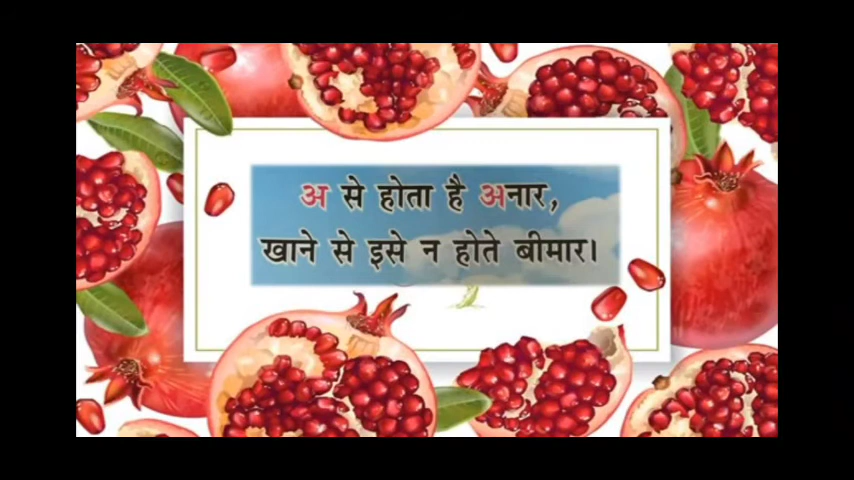 अ से होता है अनार,
खाने से इसे न होते बीमार।